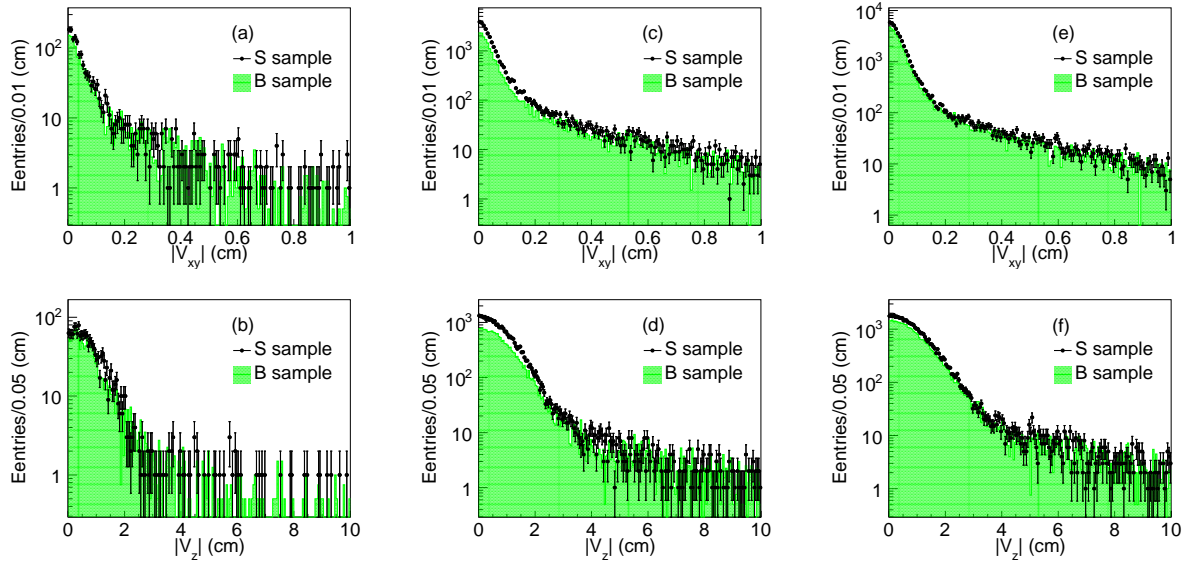 (a)
S sample
B sample
Eentries/0.01 (cm)
10²
10
1
0 0.2 0.4 0.6 0.8 1
|V_xy| (cm)
(c)
S sample
B sample
Eentries/0.01 (cm)
10³
10²
10
1
0 0.2 0.4 0.6 0.8 1
|V_xy| (cm)
(e)
S sample
B sample
Eentries/0.01 (cm)
10⁴
10³
10²
10
1
0 0.2 0.4 0.6 0.8 1
|V_xy| (cm)
(b)
S sample
B sample
Eentries/0.05 (cm)
10²
10
1
0 2 4 6 8 10
|V_z| (cm)
(d)
S sample
B sample
Eentries/0.05 (cm)
10³
10²
10
1
0 2 4 6 8 10
|V_z| (cm)
(f)
S sample
B sample
Eentries/0.05 (cm)
10³
10²
10
1
0 2 4 6 8 10
|V_z| (cm)